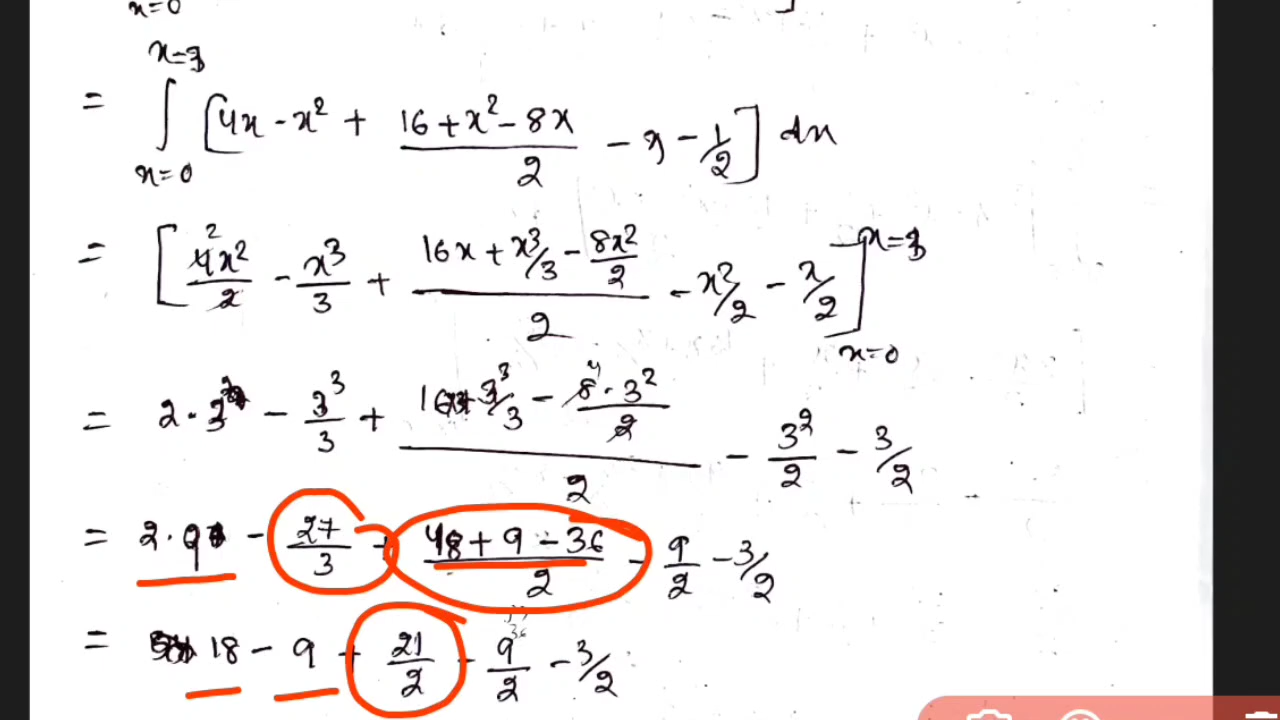 x=0 ]
x=3
= ∫ [4x - x² + (16 + x² - 8x)/2 - x - 1/2] dx
x=0
= [4x²/2 - x³/3 + (16x + x³/3 - 8x²/2)/2 - x²/2 - x/2] x=3
2
x=0
= 2·3² - 3³/3 + (16·3 + 3³/3 - 8·3²/2)/2 - 3²/2 - 3/2
4
= 2·9 - 27/3 + (48 + 9 - 36)/2 - 9/2 - 3/2
= 18 - 9 + 21/2 - 9/2 - 3/2